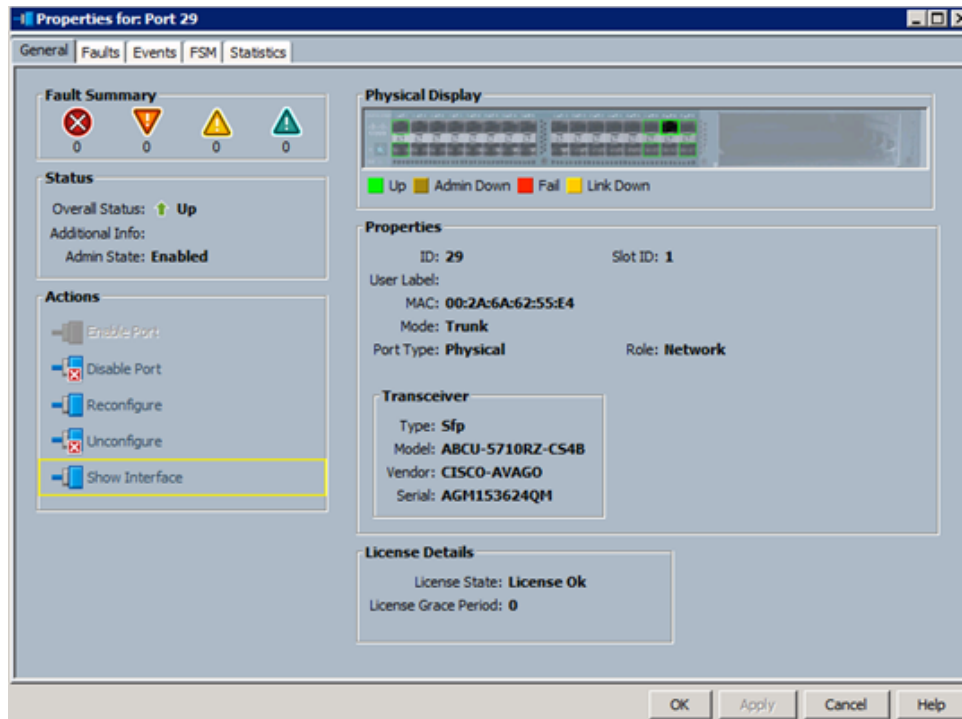 Properties for: Port 29
General Faults Events FSM Statistics
Fault Summary
0 0 0 0
Status
Overall Status: Up
Additional Info:
Admin State: Enabled
Actions
Enable Port
Disable Port
Reconfigure
Unconfigure
Show Interface
Physical Display
Up Admin Down Fail Link Down
Properties
ID: 29 Slot ID: 1
User Label:
MAC: 00:2A:6A:62:55:E4
Mode: Trunk
Port Type: Physical Role: Network
Transceiver
Type: Sfp
Model: ABCU-5710RZ-CS4B
Vendor: CISCO-AVAGO
Serial: AGM153624QM
License Details
License State: License Ok
License Grace Period: 0
OK Apply Cancel Help